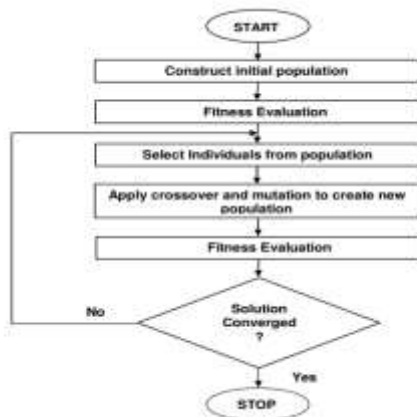 START
Construct initial population
Fitness Evaluation
Select Individuals from population
Apply crossover and mutation to create new
population
Fitness Evaluation
Solution
Converged
?
No
Yes
STOP